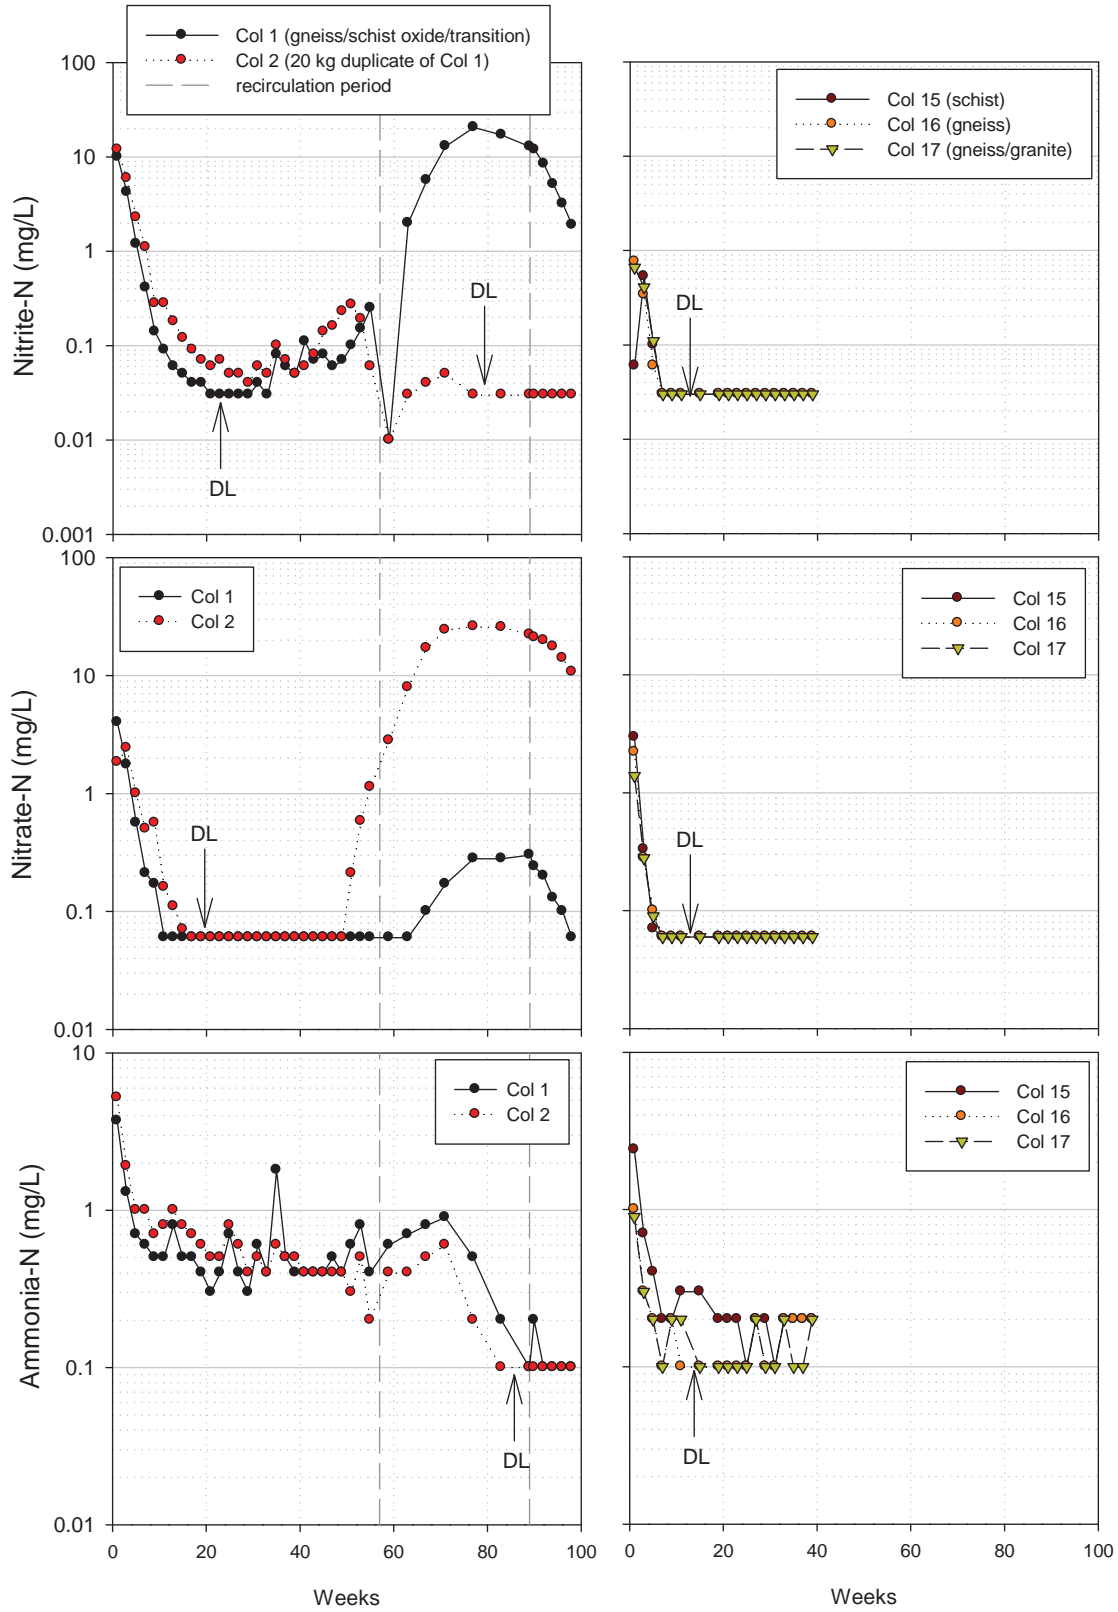 Col 1 (gneiss/schist oxide/transition)
Col 2 (20 kg duplicate of Col 1)
recirculation period
Nitrite-N (mg/L)
100
10
1
0.1
0.01
0.001
DL
DL
Col 15 (schist)
Col 16 (gneiss)
Col 17 (gneiss/granite)
DL
Nitrate-N (mg/L)
100
10
1
0.1
0.01
Col 1
Col 2
DL
Col 15
Col 16
Col 17
DL
Ammonia-N (mg/L)
10
1
0.1
0.01
Col 1
Col 2
DL
0 20 40 60 80 100
Weeks
Col 15
Col 16
Col 17
DL
0 20 40 60 80 100
Weeks